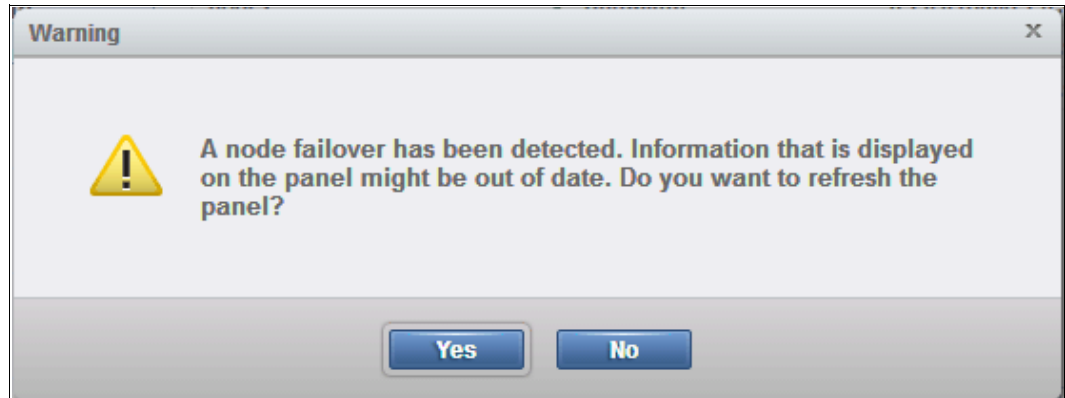 Warning
x
A node failover has been detected. Information that is displayed
on the panel might be out of date. Do you want to refresh the
panel?
Yes
No